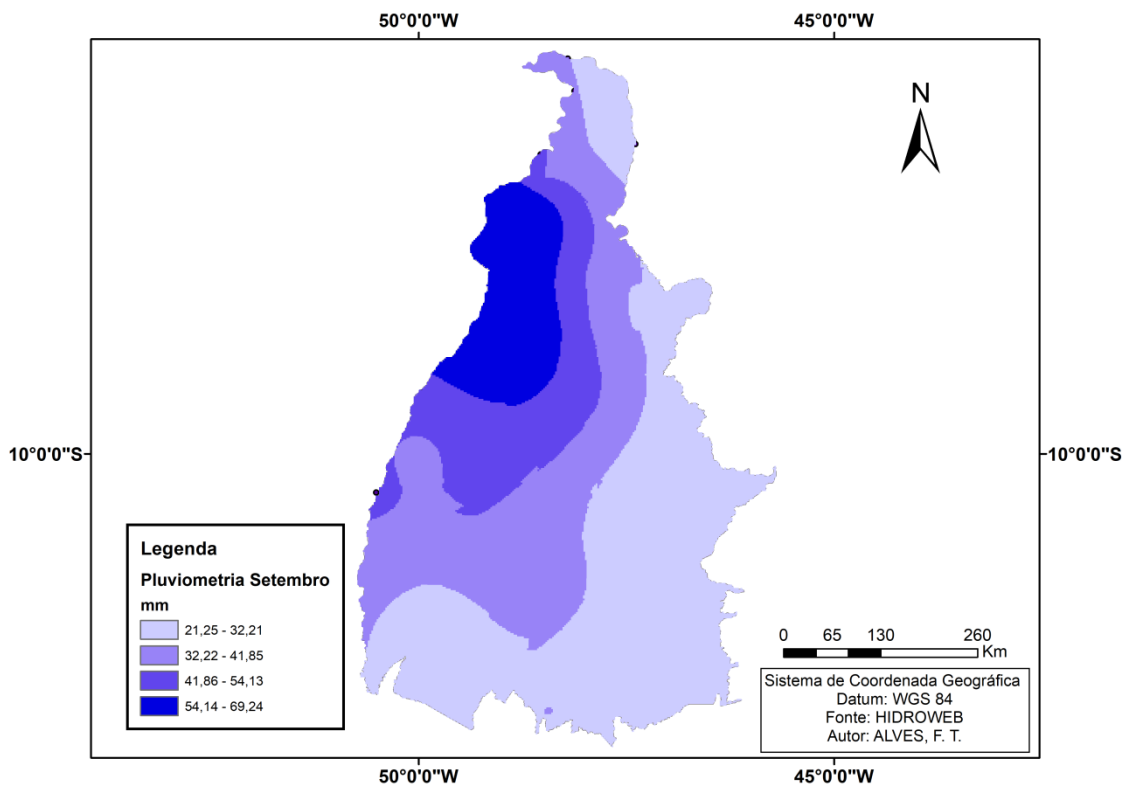 50°0'0"W 45°0'0"W
N
10°0'0"S 10°0'0"S
Legenda
Pluviometria Setembro
mm
21,25 - 32,21
32,22 - 41,85
41,86 - 54,13
54,14 - 69,24
0 65 130 260
Km
Sistema de Coordenada Geográfica
Datum: WGS 84
Fonte: HIDROWEB
Autor: ALVES, F. T.
50°0'0"W 45°0'0"W